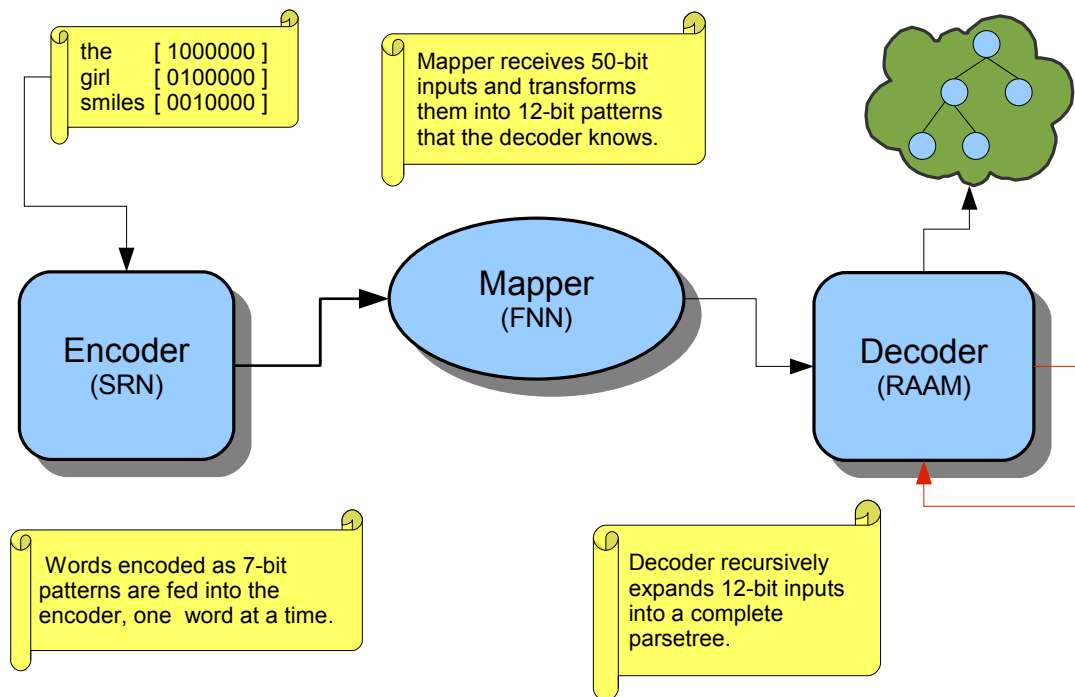 the [ 1000000 ]
girl [ 0100000 ]
smiles [ 0010000 ]
Mapper receives 50-bit
inputs and transforms
them into 12-bit patterns
that the decoder knows.
Encoder
(SRN)
Mapper
(FNN)
Decoder
(RAAM)
Words encoded as 7-bit
patterns are fed into the
encoder, one word at a time.
Decoder recursively
expands 12-bit inputs
into a complete
parsetree.